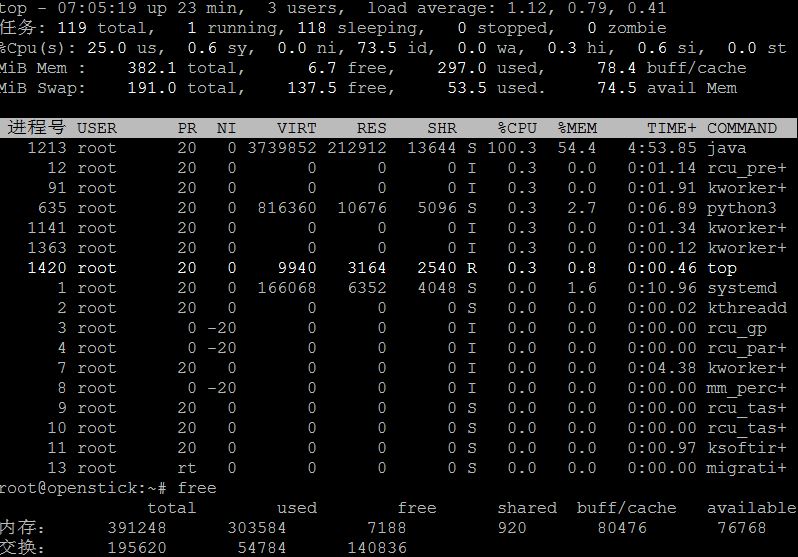 top - 07:05:19 up 23 min,  3 users,  load average: 1.12, 0.79, 0.41
任务: 119 total,   1 running, 118 sleeping,   0 stopped,   0 zombie
%Cpu(s): 25.0 us,  0.6 sy,  0.0 ni, 73.5 id,  0.0 wa,  0.3 hi,  0.6 si,  0.0 st
MiB Mem :    382.1 total,      6.7 free,    297.0 used,     78.4 buff/cache
MiB Swap:    191.0 total,    137.5 free,     53.5 used.     74.5 avail Mem
进程号 USER      PR  NI    VIRT    RES    SHR    %CPU  %MEM     TIME+ COMMAND
1213 root      20   0 3739852 212912  13644 S 100.3  54.4   4:53.85 java
12 root      20   0       0      0      0 I   0.3   0.0   0:01.14 rcu_pre+
91 root      20   0       0      0      0 I   0.3   0.0   0:01.91 kworker+
635 root      20   0  816360  10676   5096 S   0.3   2.7   0:06.89 python3
1141 root      20   0       0      0      0 I   0.3   0.0   0:01.34 kworker+
1363 root      20   0       0      0      0 I   0.3   0.0   0:00.12 kworker+
1420 root      20   0    9940   3164   2540 R   0.3   0.8   0:00.46 top
1 root      20   0  166068   6352   4048 S   0.0   1.6   0:10.96 systemd
2 root      20   0       0      0      0 S   0.0   0.0   0:00.02 kthreadd
3 root       0 -20       0      0      0 I   0.0   0.0   0:00.00 rcu_gp
4 root       0 -20       0      0      0 I   0.0   0.0   0:00.00 rcu_par+
7 root      20   0       0      0      0 I   0.0   0.0   0:04.38 kworker+
8 root       0 -20       0      0      0 I   0.0   0.0   0:00.00 mm_perc+
9 root      20   0       0      0      0 S   0.0   0.0   0:00.00 rcu_tas+
10 root      20   0       0      0      0 S   0.0   0.0   0:00.00 rcu_tas+
11 root      20   0       0      0      0 S   0.0   0.0   0:00.97 ksoftir+
13 root      rt   0       0      0      0 S   0.0   0.0   0:00.00 migrati+
root@openstick:~# free
total        used        free      shared  buff/cache   available
内存:      391248      303584        7188         920       80476       76768
交换:      195620       54784      140836